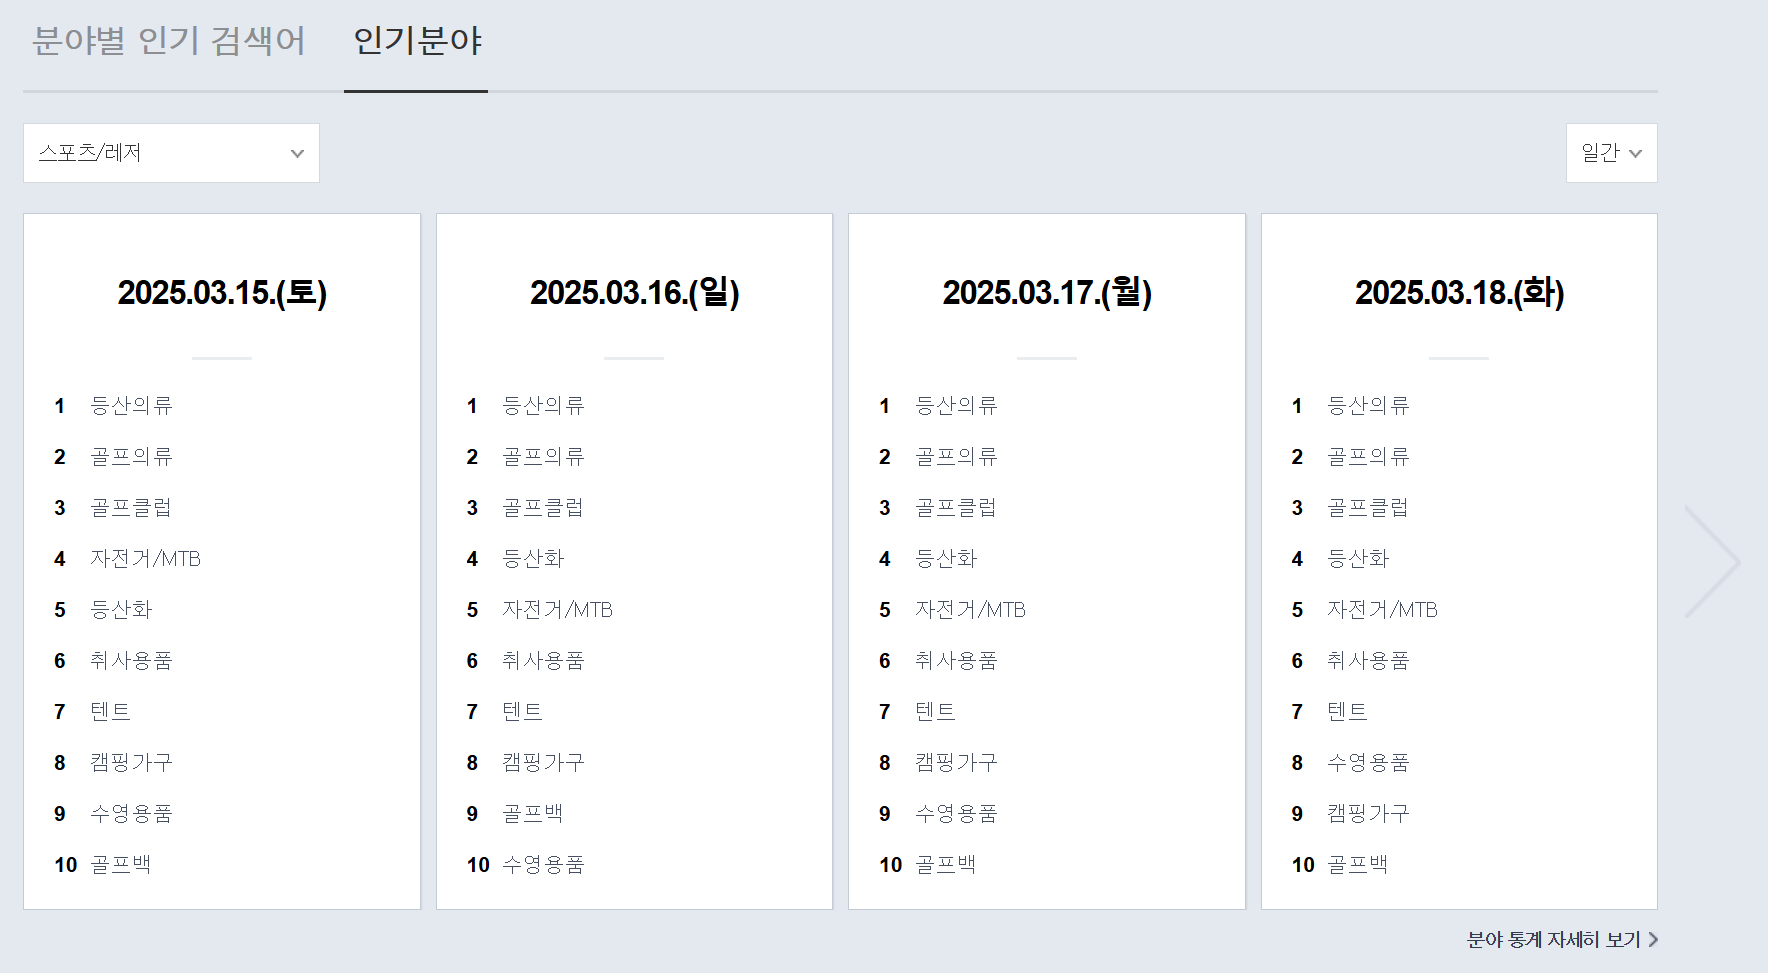 분야별 인기 검색어
인기분야
스포츠/레저
일간
2025.03.15.(토)
1 등산의류
2 골프의류
3 골프클럽
4 자전거/MTB
5 등산화
6 취사용품
7 텐트
8 캠핑가구
9 수영용품
10 골프백
2025.03.16.(일)
1 등산의류
2 골프의류
3 골프클럽
4 등산화
5 자전거/MTB
6 취사용품
7 텐트
8 캠핑가구
9 골프백
10 수영용품
2025.03.17.(월)
1 등산의류
2 골프의류
3 골프클럽
4 등산화
5 자전거/MTB
6 취사용품
7 텐트
8 캠핑가구
9 수영용품
10 골프백
2025.03.18.(화)
1 등산의류
2 골프의류
3 골프클럽
4 등산화
5 자전거/MTB
6 취사용품
7 텐트
8 수영용품
9 캠핑가구
10 골프백
분야 통계 자세히 보기